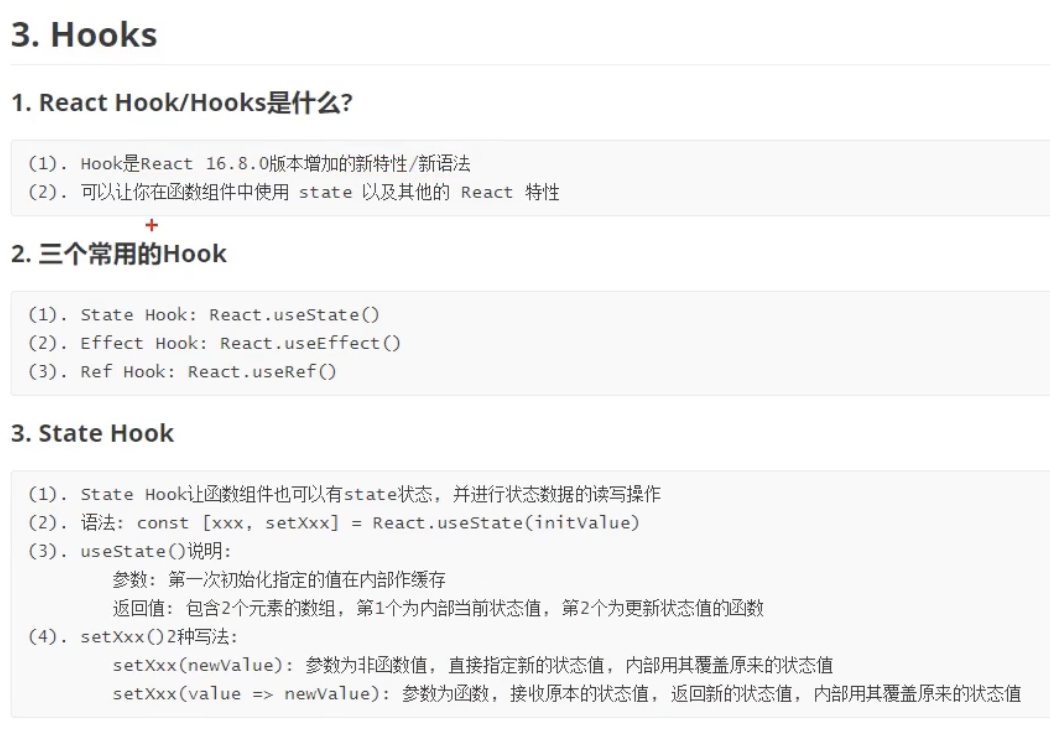 3. Hooks
1. React Hook/Hooks是什么?
(1). Hook是React 16.8.0版本增加的新特性/新语法
(2). 可以让你在函数组件中使用 state 以及其他的 React 特性
2. 三个常用的Hook
(1). State Hook: React.useState()
(2). Effect Hook: React.useEffect()
(3). Ref Hook: React.useRef()
3. State Hook
(1). State Hook让函数组件也可以有state状态, 并进行状态数据的读写操作
(2). 语法: const [xxx, setXxx] = React.useState(initValue)
(3). useState()说明:
参数: 第一次初始化指定的值在内部作缓存
返回值: 包含2个元素的数组, 第1个为内部当前状态值, 第2个为更新状态值的函数
(4). setXxx()2种写法:
setXxx(newValue): 参数为非函数值, 直接指定新的状态值, 内部用其覆盖原来的状态值
setXxx(value => newValue): 参数为函数, 接收原本的状态值, 返回新的状态值, 内部用其覆盖原来的状态值